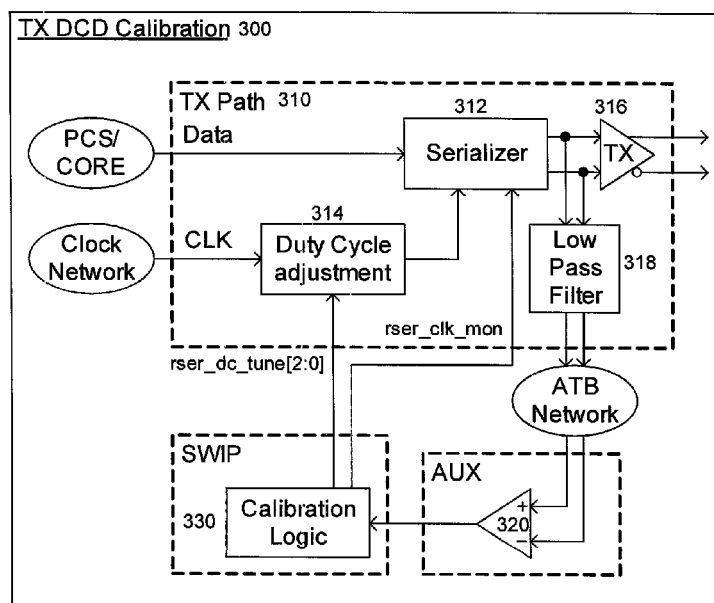 TX DCD Calibration 300
TX Path 310
312
316
PCS/
CORE
Data
Serializer
TX
314
Clock
Network
CLK
Duty Cycle
adjustment
Low
Pass
Filter
318
rser_clk_mon
rser_dc_tune[2:0]
ATB
Network
SWIP
AUX
330
Calibration
Logic
320
+
−